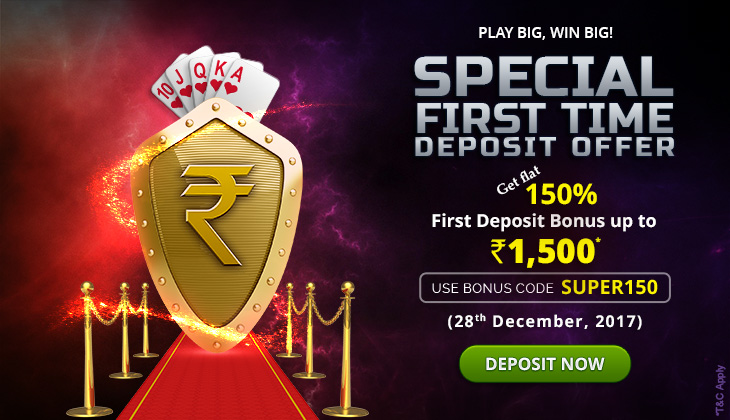 PLAY BIG, WIN BIG!
SPECIAL
FIRST TIME
DEPOSIT OFFER
Get flat
150%
First Deposit Bonus up to
₹1,500*
USE BONUS CODE SUPER150
(28th December, 2017)
DEPOSIT NOW
10 J Q K A
₹
*T&C Apply